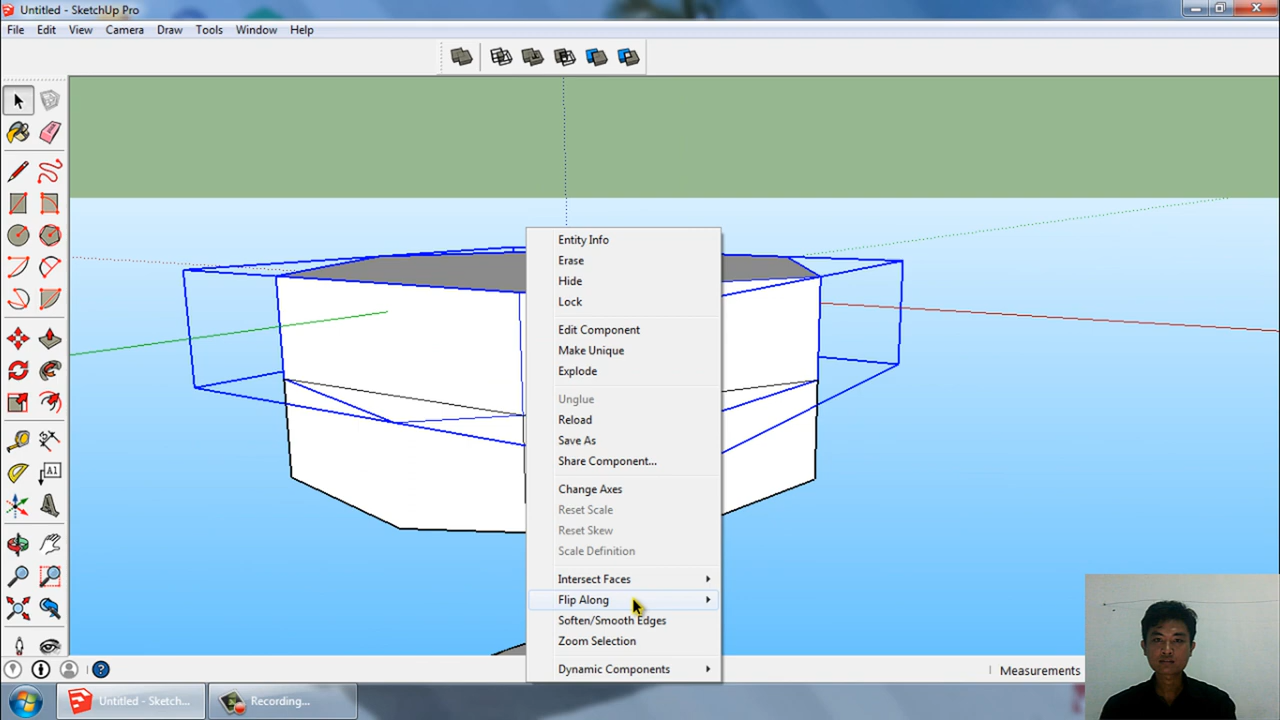 Untitled - SketchUp Pro
File Edit View Camera Draw Tools Window Help
Entity Info
Erase
Hide
Lock
Edit Component
Make Unique
Explode
Unglue
Reload
Save As
Share Component...
Change Axes
Reset Scale
Reset Skew
Scale Definition
Intersect Faces
Flip Along
Soften/Smooth Edges
Zoom Selection
Dynamic Components
A1
Measurements
Untitled - Sketch...
Recording...